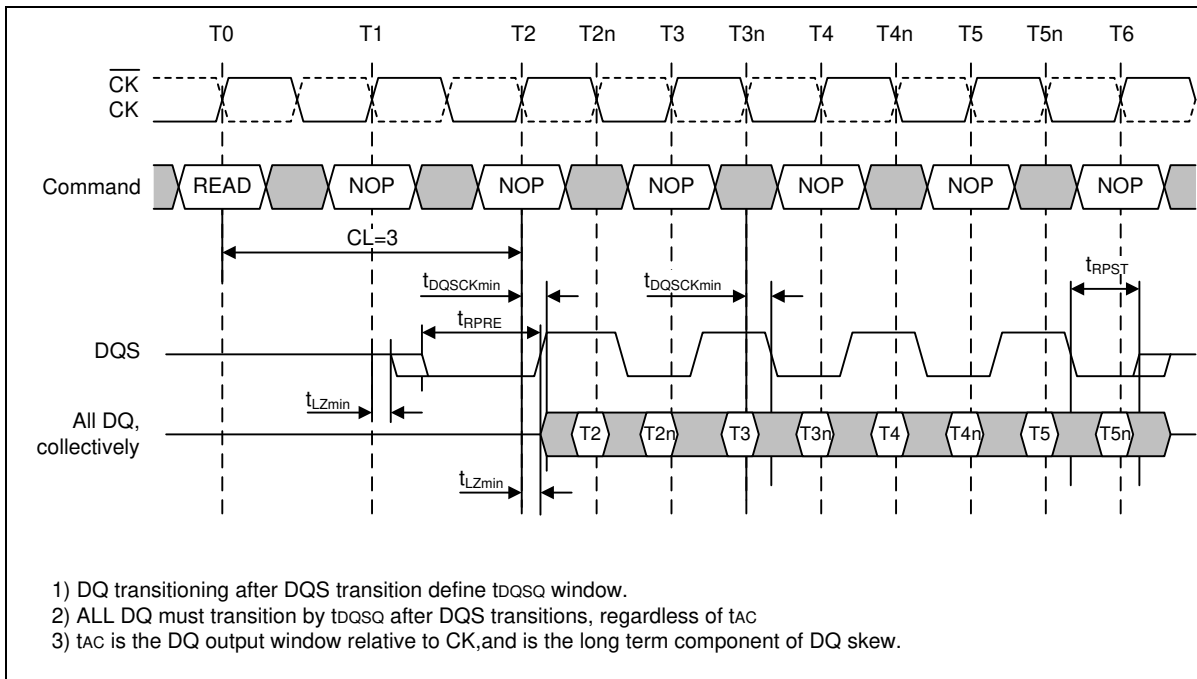 T0 T1 T2 T2n T3 T3n T4 T4n T5 T5n T6
CK
CK
Command READ NOP NOP NOP NOP NOP NOP
CL=3
tDQSCKmin tDQSCKmin tRPST
tRPRE
DQS
tLZmin
All DQ, collectively T2 T2n T3 T3n T4 T4n T5 T5n
tLZmin
1) DQ transitioning after DQS transition define tDQSQ window.
2) ALL DQ must transition by tDQSQ after DQS transitions, regardless of tAC
3) tAC is the DQ output window relative to CK,and is the long term component of DQ skew.